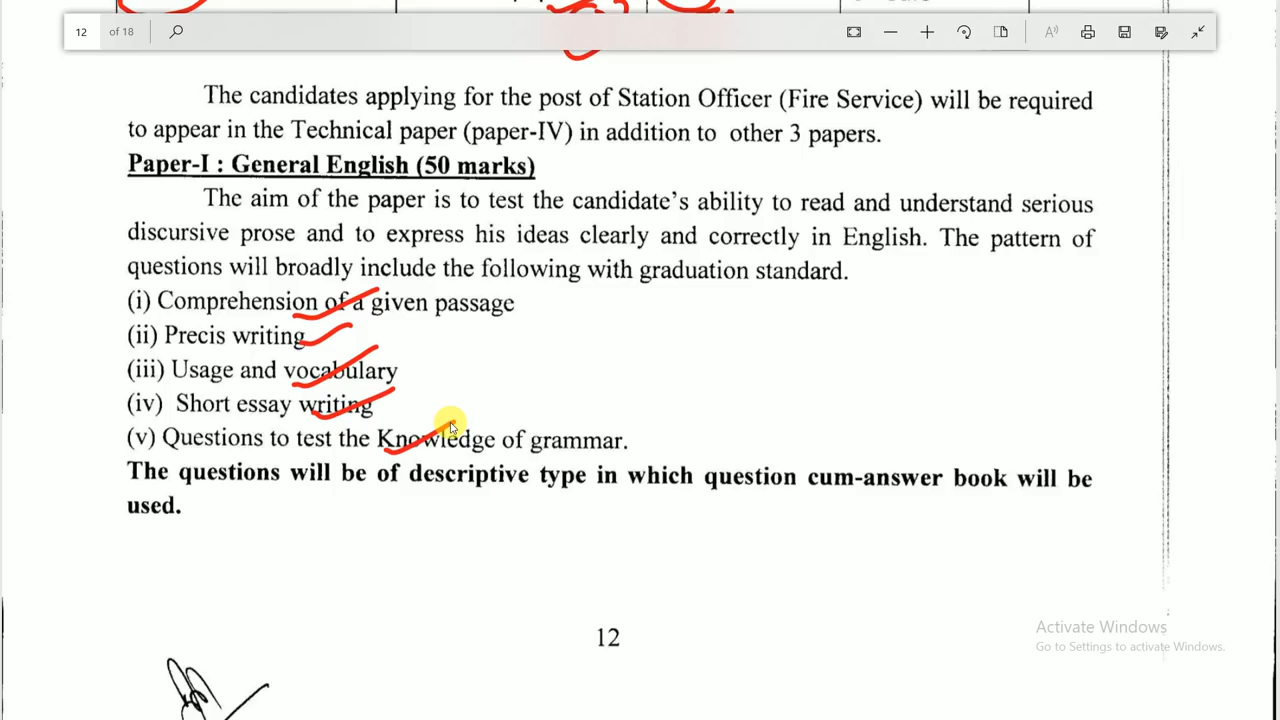 12 of 18
The candidates applying for the post of Station Officer (Fire Service) will be required
to appear in the Technical paper (paper-IV) in addition to other 3 papers.
Paper-I : General English (50 marks)
The aim of the paper is to test the candidate's ability to read and understand serious
discursive prose and to express his ideas clearly and correctly in English. The pattern of
questions will broadly include the following with graduation standard.
(i) Comprehension of a given passage
(ii) Precis writing
(iii) Usage and vocabulary
(iv) Short essay writing
(v) Questions to test the Knowledge of grammar.
The questions will be of descriptive type in which question cum-answer book will be
used.
12
Activate Windows
Go to Settings to activate Windows.